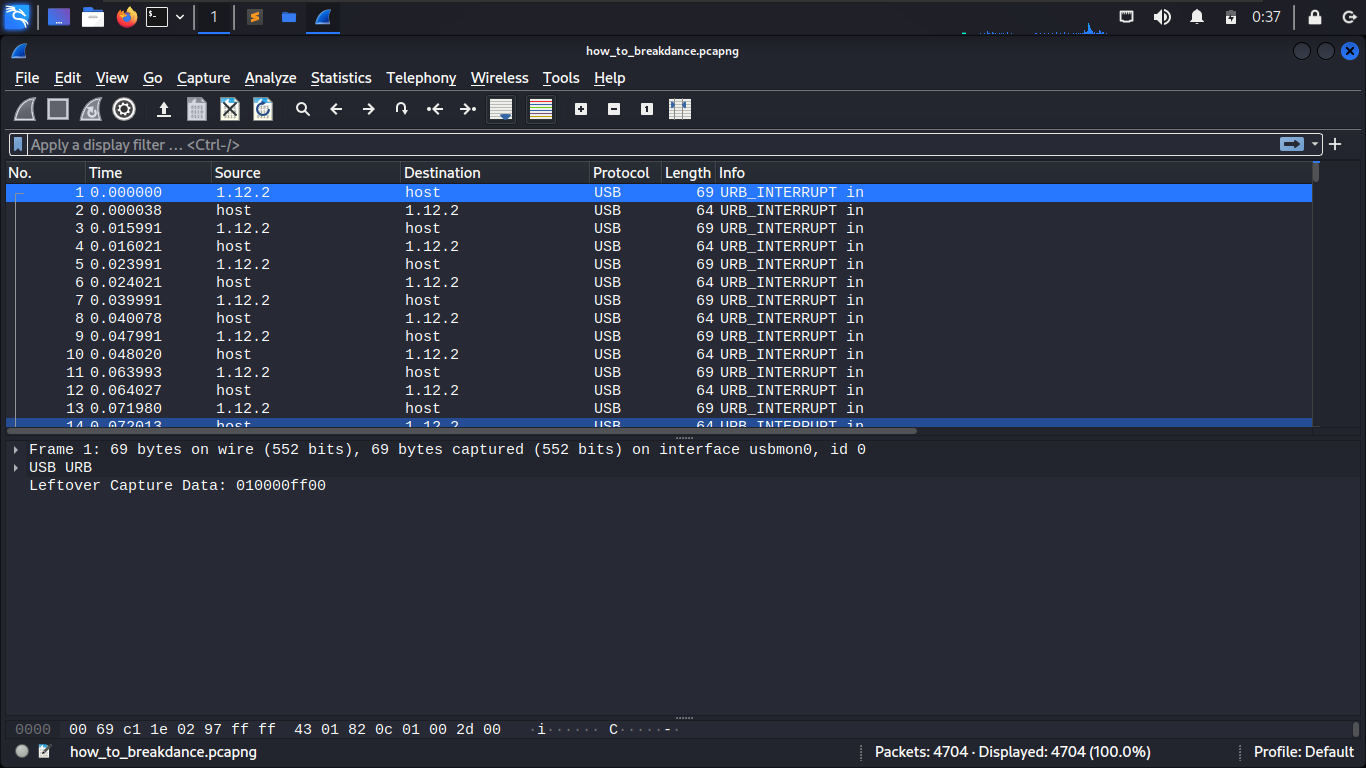 1 0:37
how_to_breakdance.pcapng
File Edit View Go Capture Analyze Statistics Telephony Wireless Tools Help
Apply a display filter … <Ctrl-/>
No. Time Source Destination Protocol Length Info
1 0.000000 1.12.2 host USB 69 URB_INTERRUPT in
2 0.000038 host 1.12.2 USB 64 URB_INTERRUPT in
3 0.015991 1.12.2 host USB 69 URB_INTERRUPT in
4 0.016021 host 1.12.2 USB 64 URB_INTERRUPT in
5 0.023991 1.12.2 host USB 69 URB_INTERRUPT in
6 0.024021 host 1.12.2 USB 64 URB_INTERRUPT in
7 0.039991 1.12.2 host USB 69 URB_INTERRUPT in
8 0.040078 host 1.12.2 USB 64 URB_INTERRUPT in
9 0.047991 1.12.2 host USB 69 URB_INTERRUPT in
10 0.048020 host 1.12.2 USB 64 URB_INTERRUPT in
11 0.063993 1.12.2 host USB 69 URB_INTERRUPT in
12 0.064027 host 1.12.2 USB 64 URB_INTERRUPT in
13 0.071980 1.12.2 host USB 69 URB_INTERRUPT in
14 0.072013 host 1.12.2 USB 64 URB_INTERRUPT in
Frame 1: 69 bytes on wire (552 bits), 69 bytes captured (552 bits) on interface usbmon0, id 0
USB URB
Leftover Capture Data: 010000ff00
0000 00 69 c1 1e 02 97 ff ff 43 01 82 0c 01 00 2d 00 ·i······ C·····-·
how_to_breakdance.pcapng Packets: 4704 · Displayed: 4704 (100.0%) Profile: Default